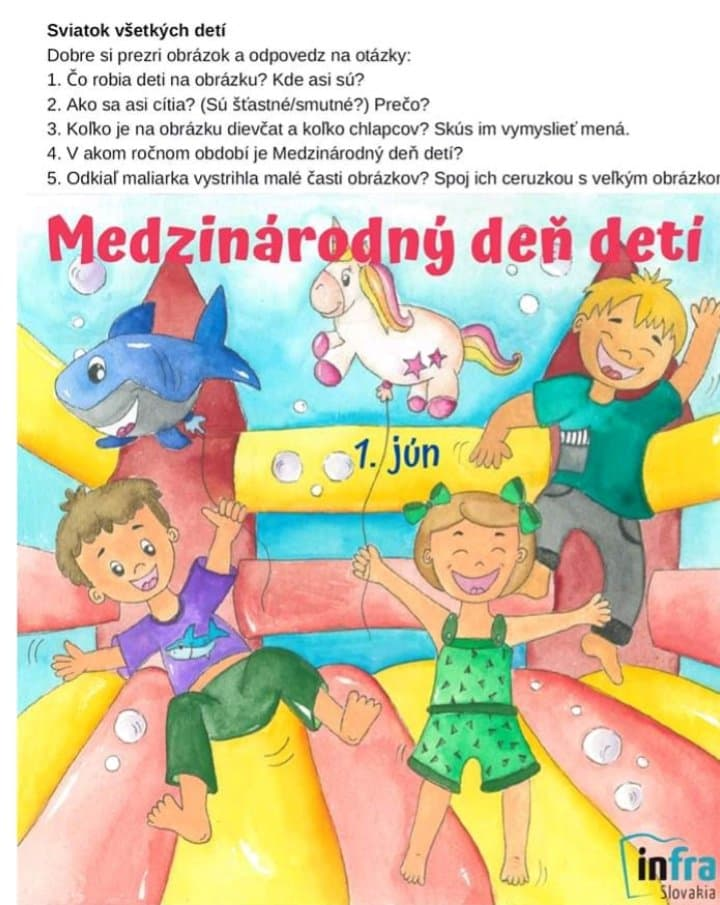 Sviatok všetkých detí
Dobre si prezri obrázok a odpovedz na otázky:
1. Čo robia deti na obrázku? Kde asi sú?
2. Ako sa asi cítia? (Sú šťastné/smutné?) Prečo?
3. Koľko je na obrázku dievčat a koľko chlapcov? Skús im vymyslieť mená.
4. V akom ročnom období je Medzinárodný deň detí?
5. Odkiaľ maliarka vystrihla malé časti obrázkov? Spoj ich ceruzkou s veľkým obrázkom
Medzinárodný deň detí
1. jún
infra
Slovakia